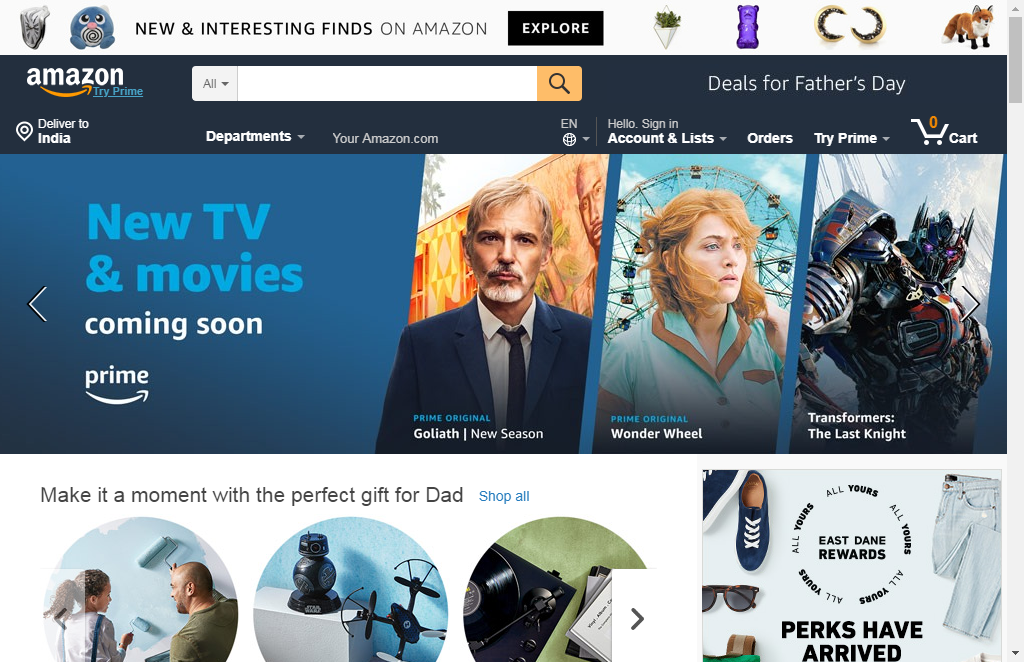 NEW & INTERESTING FINDS ON AMAZON
EXPLORE
amazon
Try Prime
All
Deals for Father's Day
Deliver to
India
Departments
Your Amazon.com
EN
Hello. Sign in
Account & Lists
Orders
Try Prime
0
Cart
New TV
& movies
coming soon
prime
PRIME ORIGINAL
Goliath | New Season
PRIME ORIGINAL
Wonder Wheel
Transformers:
The Last Knight
Make it a moment with the perfect gift for Dad
Shop all
STAR
WARS
ALL YOURS
ALL YOURS
ALL YOURS
ALL YOURS
EAST DANE
REWARDS
PERKS HAVE
ARRIVED